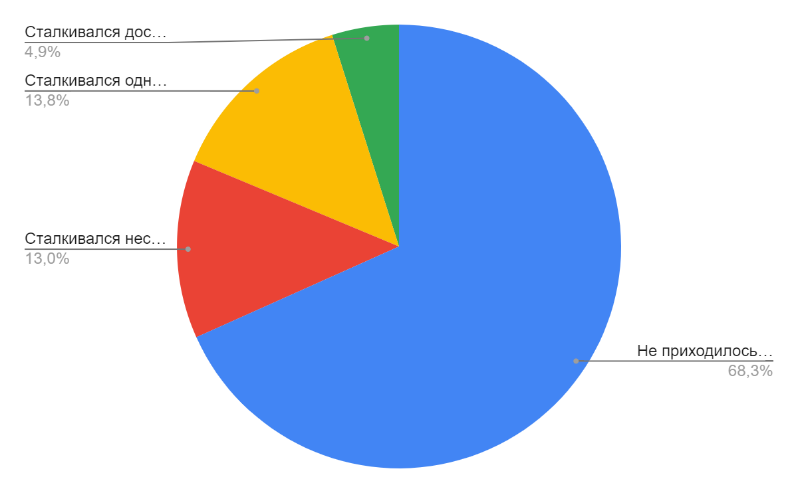 Сталкивался дос…
4,9%
Сталкивался одн…
13,8%
Сталкивался нес…
13,0%
Не приходилось…
68,3%